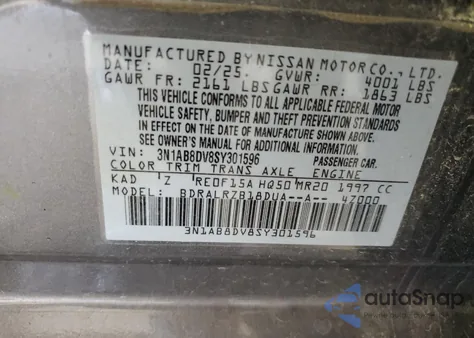 MANUFACTURED BY NISSAN MOTOR CO., LTD.
DATE: 02/25. GVWR: 4001 LBS
GAWR FR: 2161 LBS GAWR RR: 1863 LBS
THIS VEHICLE CONFORMS TO ALL APPLICABLE FEDERAL MOTOR
VEHICLE SAFETY, BUMPER AND THEFT PREVENTION STANDARDS
IN EFFECT ON THE DATE OF MANUFACTURE SHOWN ABOVE.
SEE OWNER'S MANUAL FOR ADDITIONAL INFORMATION.
VIN: 3N1AB8DV8SY301596 PASSENGER CAR.
COLOR TRIM TRANS AXLE ENGINE
KAD Z RE0F15A HQ50 MR20 1997 CC
MODEL: BDRALRZB18DUA--A-- 47000
3N1AB8DV8SY301596
autoSnap